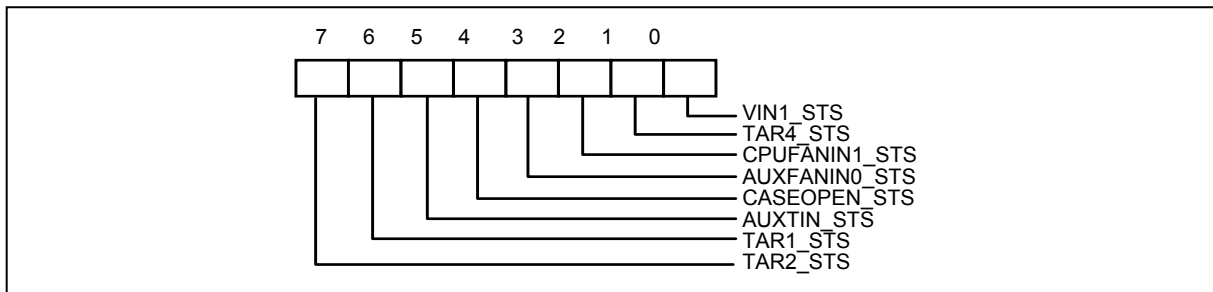 7 6 5 4 3 2 1 0
VIN1_STS
TAR4_STS
CPUFANIN1_STS
AUXFANIN0_STS
CASEOPEN_STS
AUXTIN_STS
TAR1_STS
TAR2_STS